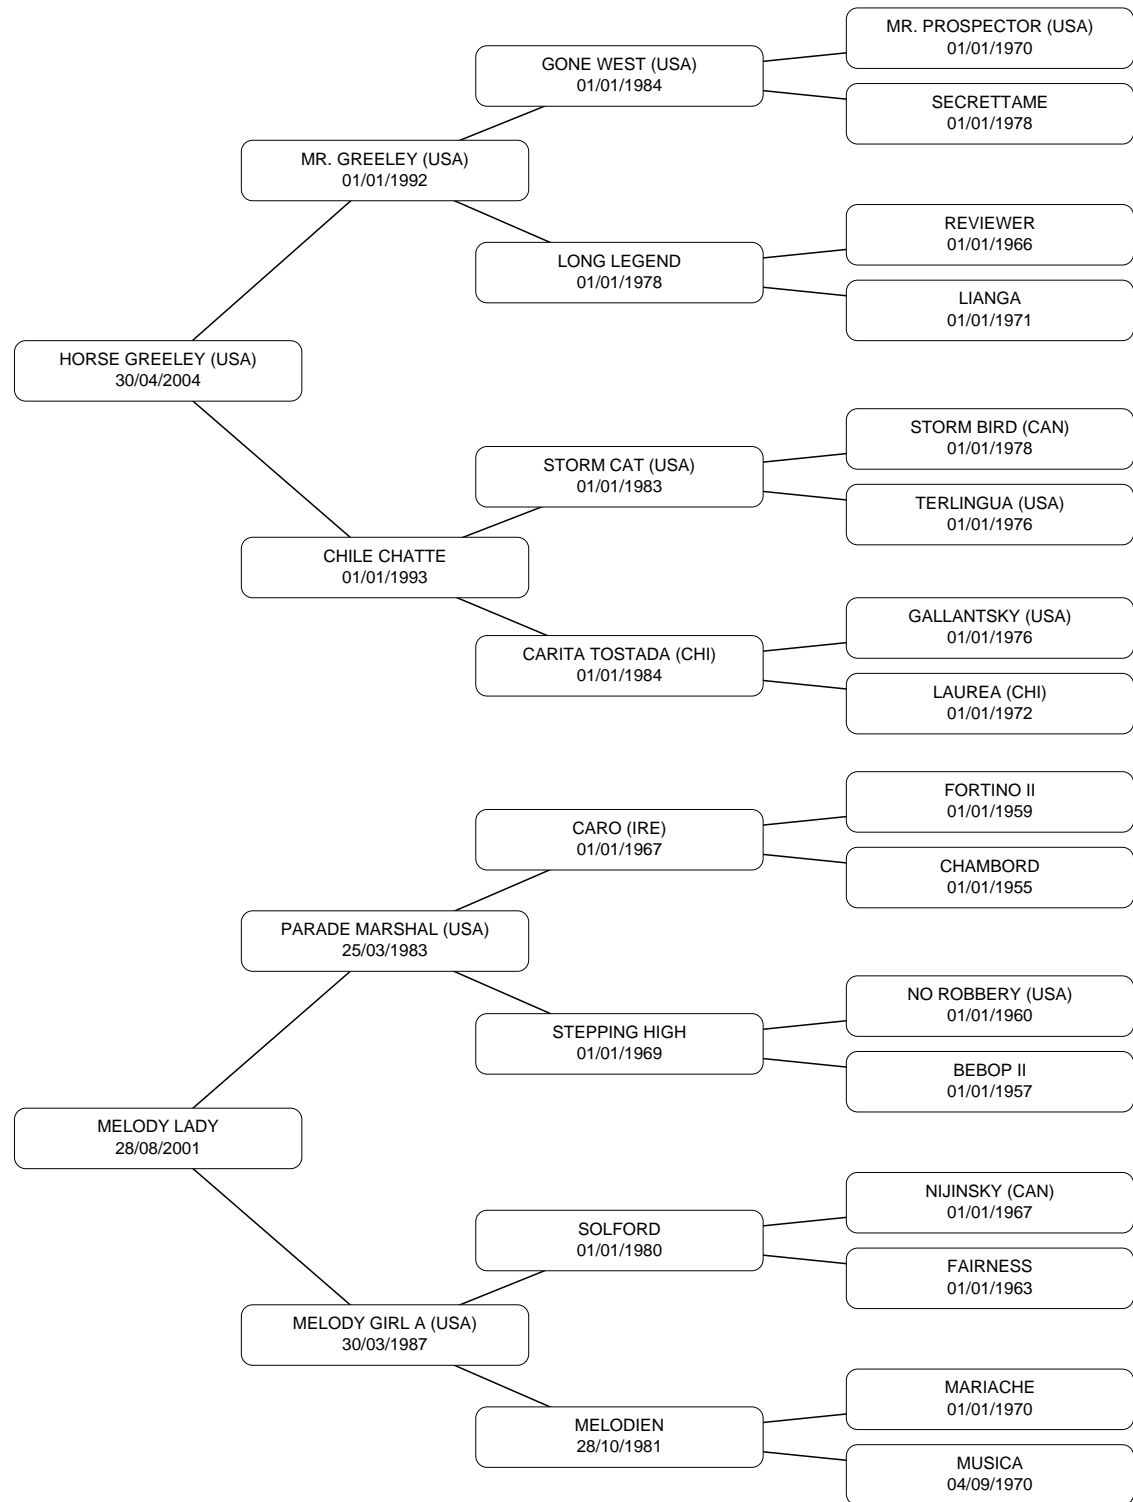 MR. PROSPECTOR (USA)
01/01/1970
GONE WEST (USA)
01/01/1984
SECRETTAME
01/01/1978
MR. GREELEY (USA)
01/01/1992
REVIEWER
01/01/1966
LONG LEGEND
01/01/1978
LIANGA
01/01/1971
HORSE GREELEY (USA)
30/04/2004
STORM BIRD (CAN)
01/01/1978
STORM CAT (USA)
01/01/1983
TERLINGUA (USA)
01/01/1976
CHILE CHATTE
01/01/1993
GALLANTSKY (USA)
01/01/1976
CARITA TOSTADA (CHI)
01/01/1984
LAUREA (CHI)
01/01/1972
FORTINO II
01/01/1959
CARO (IRE)
01/01/1967
CHAMBORD
01/01/1955
PARADE MARSHAL (USA)
25/03/1983
NO ROBBERY (USA)
01/01/1960
STEPPING HIGH
01/01/1969
BEBOP II
01/01/1957
MELODY LADY
28/08/2001
NIJINSKY (CAN)
01/01/1967
SOLFORD
01/01/1980
FAIRNESS
01/01/1963
MELODY GIRL A (USA)
30/03/1987
MARIACHE
01/01/1970
MELODIEN
28/10/1981
MUSICA
04/09/1970